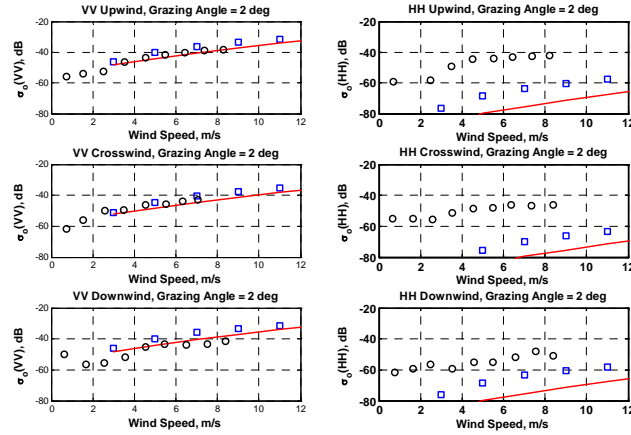 VV Upwind, Grazing Angle = 2 deg
-20
-40
-60
-80
σo(VV), dB
0 2 4 6 8 10 12
Wind Speed, m/s
HH Upwind, Grazing Angle = 2 deg
-20
-40
-60
-80
σo(HH), dB
0 2 4 6 8 10 12
Wind Speed, m/s
VV Crosswind, Grazing Angle = 2 deg
-20
-40
-60
-80
σo(VV), dB
0 2 4 6 8 10 12
Wind Speed, m/s
HH Crosswind, Grazing Angle = 2 deg
-20
-40
-60
-80
σo(HH), dB
0 2 4 6 8 10 12
Wind Speed, m/s
VV Downwind, Grazing Angle = 2 deg
-20
-40
-60
-80
σo(VV), dB
0 2 4 6 8 10 12
Wind Speed, m/s
HH Downwind, Grazing Angle = 2 deg
-20
-40
-60
-80
σo(HH), dB
0 2 4 6 8 10 12
Wind Speed, m/s